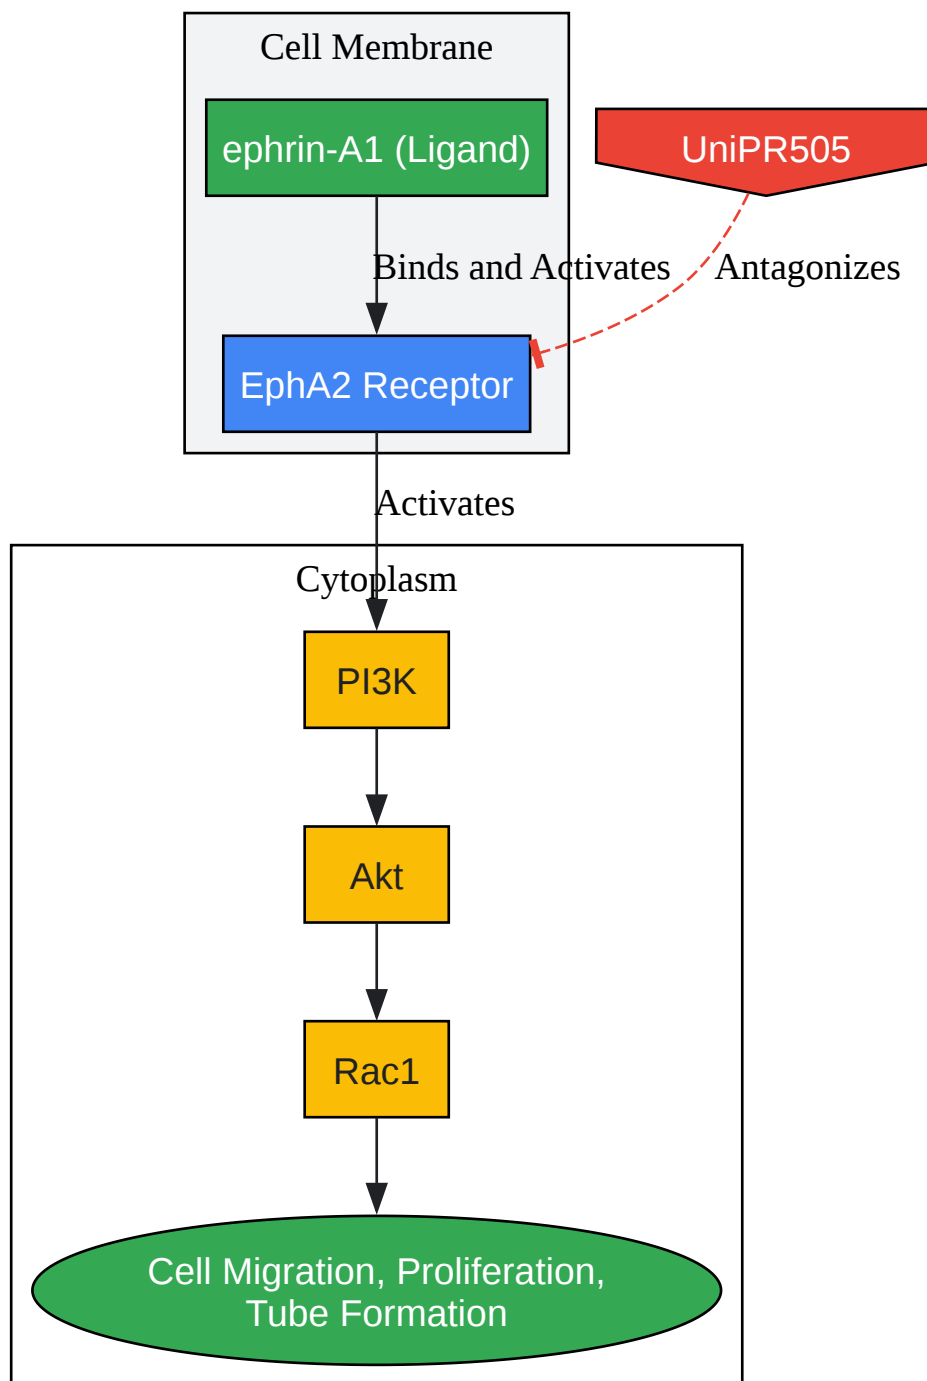 Cell Membrane
ephrin-A1 (Ligand)
UniPR505
Binds and Activates
Antagonizes
EphA2 Receptor
Activates
Cytoplasm
PI3K
Akt
Rac1
Cell Migration, Proliferation,
Tube Formation